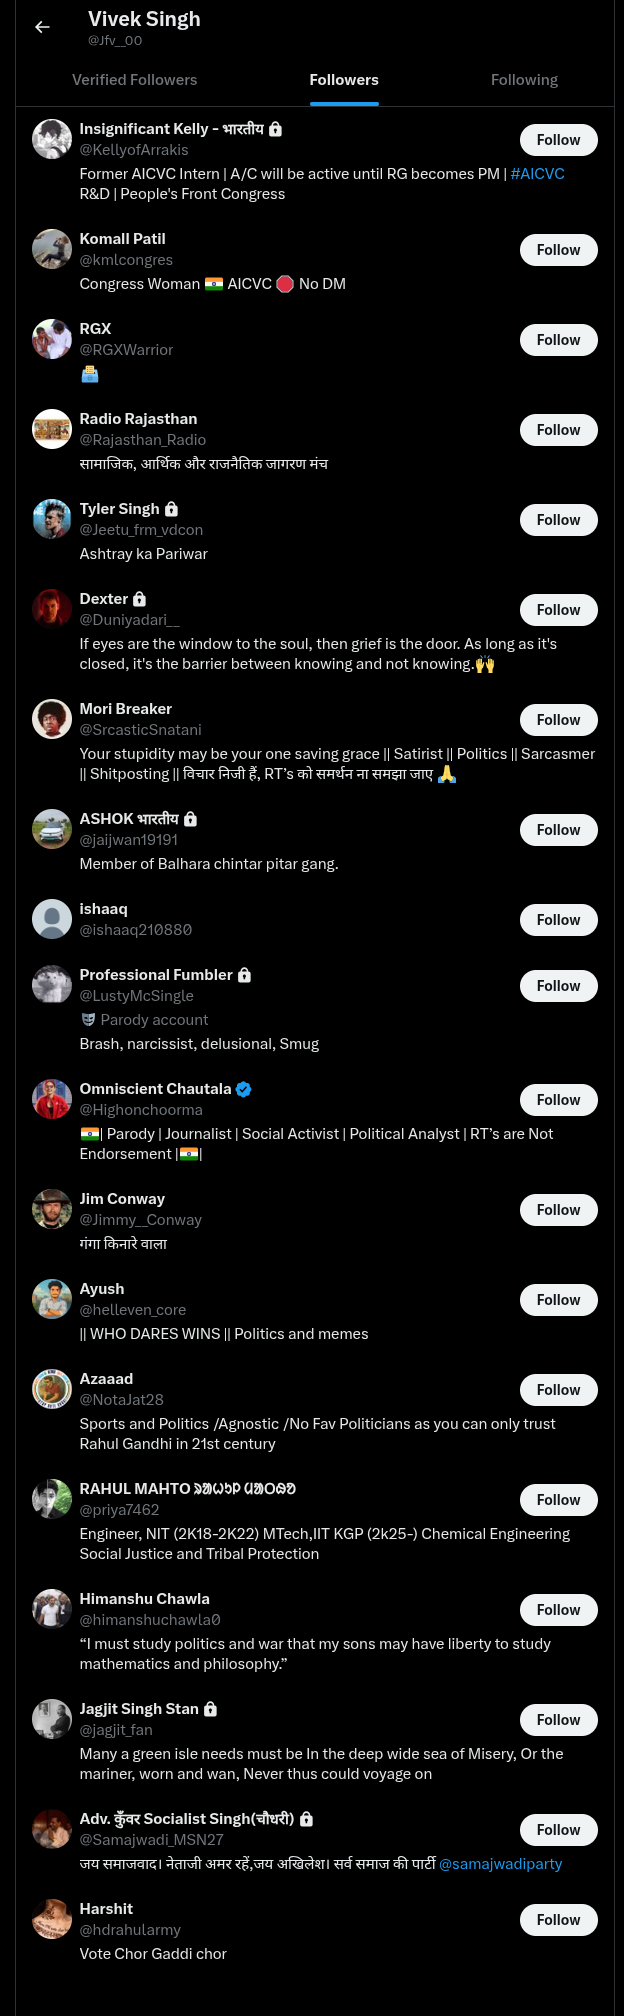 Vivek Singh
@Jfv__00
Verified Followers
Followers
Following
Insignificant Kelly - भारतीय
@KellyofArrakis
Follow
Former AICVC Intern | A/C will be active until RG becomes PM | #AICVC
R&D | People's Front Congress
Komall Patil
@kmlcongres
Follow
Congress Woman 🇮🇳 AICVC 🛑 No DM
RGX
@RGXWarrior
Follow
Radio Rajasthan
@Rajasthan_Radio
Follow
सामाजिक, आर्थिक और राजनैतिक जागरण मंच
Tyler Singh
@Jeetu_frm_vdcon
Follow
Ashtray ka Pariwar
Dexter
@Duniyadari__
Follow
If eyes are the window to the soul, then grief is the door. As long as it's
closed, it's the barrier between knowing and not knowing.🙌
Mori Breaker
@SrcasticSnatani
Follow
Your stupidity may be your one saving grace || Satirist || Politics || Sarcasmer
|| Shitposting || विचार निजी हैं, RT's को समर्थन ना समझा जाए 🙏
ASHOK भारतीय
@jaijwan19191
Follow
Member of Balhara chintar pitar gang.
ishaaq
@ishaaq210880
Follow
Professional Fumbler
@LustyMcSingle
Follow
Parody account
Brash, narcissist, delusional, Smug
Omniscient Chautala
@Highonchoorma
Follow
🇮🇳| Parody | Journalist | Social Activist | Political Analyst | RT's are Not
Endorsement |🇮🇳|
Jim Conway
@Jimmy__Conway
Follow
गंगा किनारे वाला
Ayush
@helleven_core
Follow
|| WHO DARES WINS || Politics and memes
Azaaad
@NotaJat28
Follow
Sports and Politics /Agnostic /No Fav Politicians as you can only trust
Rahul Gandhi in 21st century
RAHUL MAHTO
@priya7462
Follow
Engineer, NIT (2K18-2K22) MTech,IIT KGP (2k25-) Chemical Engineering
Social Justice and Tribal Protection
Himanshu Chawla
@himanshuchawla0
Follow
“I must study politics and war that my sons may have liberty to study
mathematics and philosophy.”
Jagjit Singh Stan
@jagjit_fan
Follow
Many a green isle needs must be In the deep wide sea of Misery, Or the
mariner, worn and wan, Never thus could voyage on
Adv. कुँवर Socialist Singh(चौधरी)
@Samajwadi_MSN27
Follow
जय समाजवाद। नेताजी अमर रहें,जय अखिलेश। सर्व समाज की पार्टी @samajwadiparty
Harshit
@hdrahularmy
Follow
Vote Chor Gaddi chor